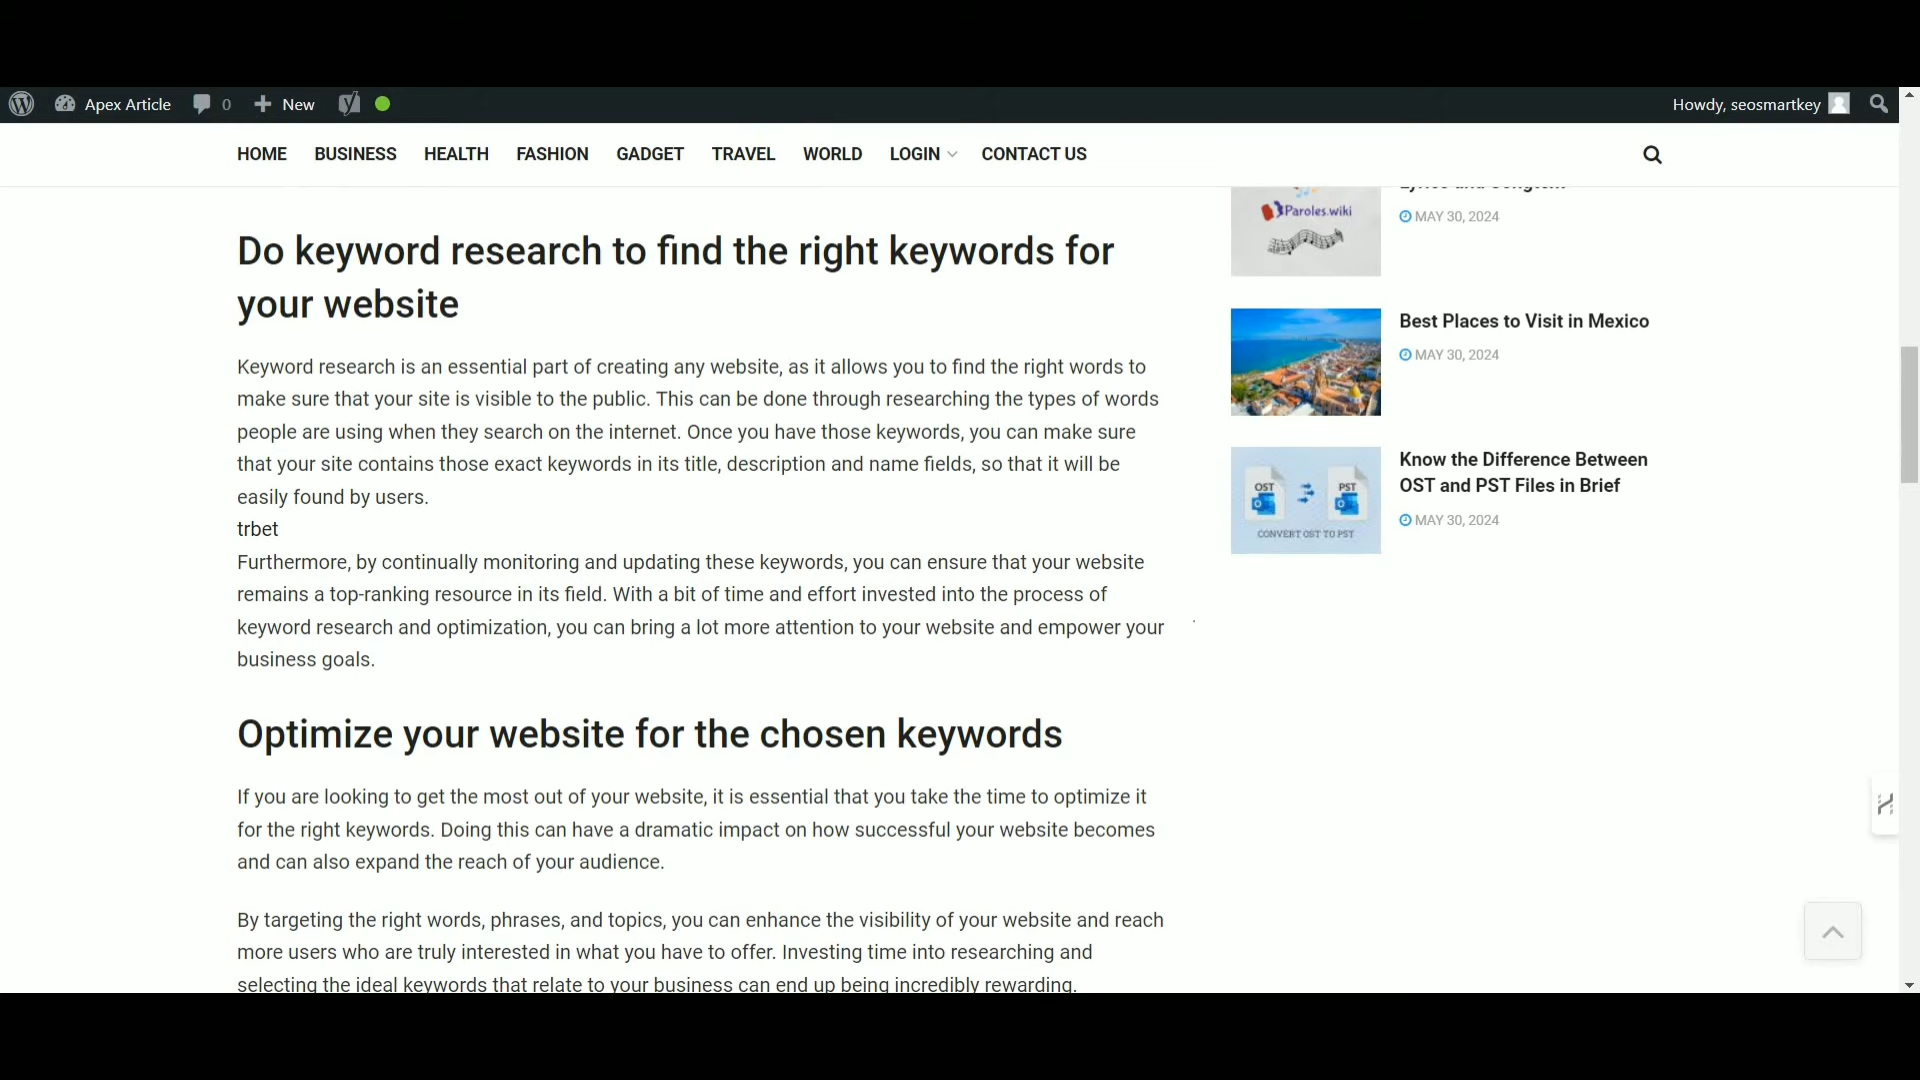 Apex Article 0 New Howdy, seosmartkey
HOME BUSINESS HEALTH FASHION GADGET TRAVEL WORLD LOGIN CONTACT US
Do keyword research to find the right keywords for
your website
Keyword research is an essential part of creating any website, as it allows you to find the right words to
make sure that your site is visible to the public. This can be done through researching the types of words
people are using when they search on the internet. Once you have those keywords, you can make sure
that your site contains those exact keywords in its title, description and name fields, so that it will be
easily found by users.
trbet
Furthermore, by continually monitoring and updating these keywords, you can ensure that your website
remains a top-ranking resource in its field. With a bit of time and effort invested into the process of
keyword research and optimization, you can bring a lot more attention to your website and empower your
business goals.
Optimize your website for the chosen keywords
If you are looking to get the most out of your website, it is essential that you take the time to optimize it
for the right keywords. Doing this can have a dramatic impact on how successful your website becomes
and can also expand the reach of your audience.
By targeting the right words, phrases, and topics, you can enhance the visibility of your website and reach
more users who are truly interested in what you have to offer. Investing time into researching and
selecting the ideal keywords that relate to your business can end up being incredibly rewarding.
Paroles.wiki
MAY 30, 2024
Best Places to Visit in Mexico
MAY 30, 2024
OST PST
CONVERT OST TO PST
Know the Difference Between
OST and PST Files in Brief
MAY 30, 2024